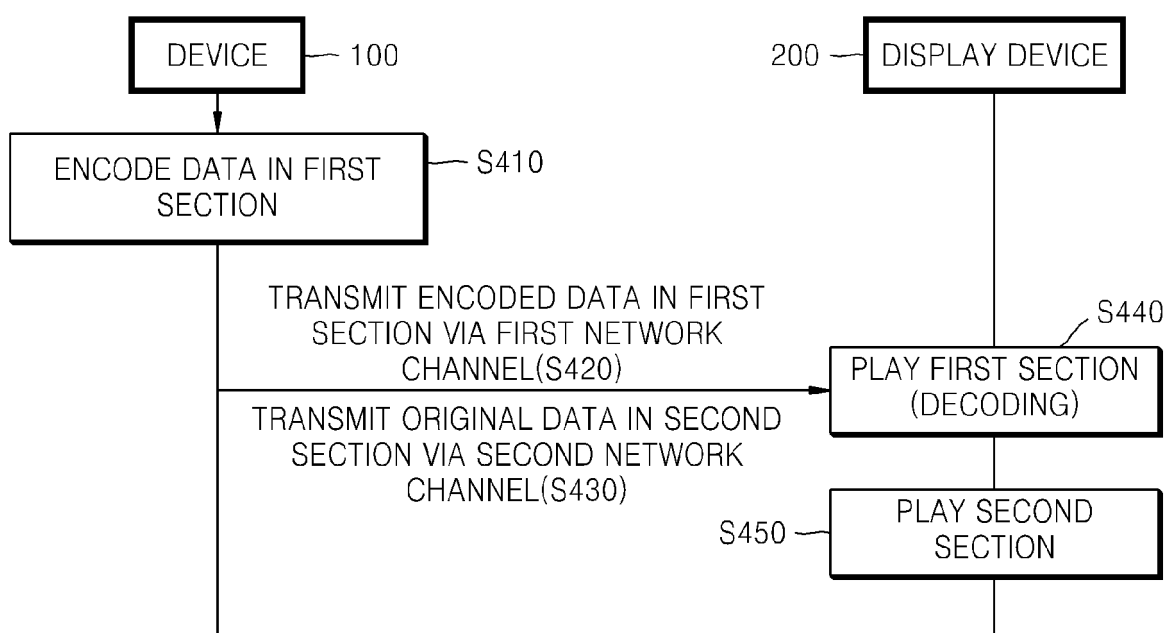 DEVICE
100
200
DISPLAY DEVICE
ENCODE DATA IN FIRST
SECTION
S410
TRANSMIT ENCODED DATA IN FIRST
SECTION VIA FIRST NETWORK
CHANNEL(S420)
S440
PLAY FIRST SECTION
(DECODING)
TRANSMIT ORIGINAL DATA IN SECOND
SECTION VIA SECOND NETWORK
CHANNEL(S430)
S450
PLAY SECOND
SECTION